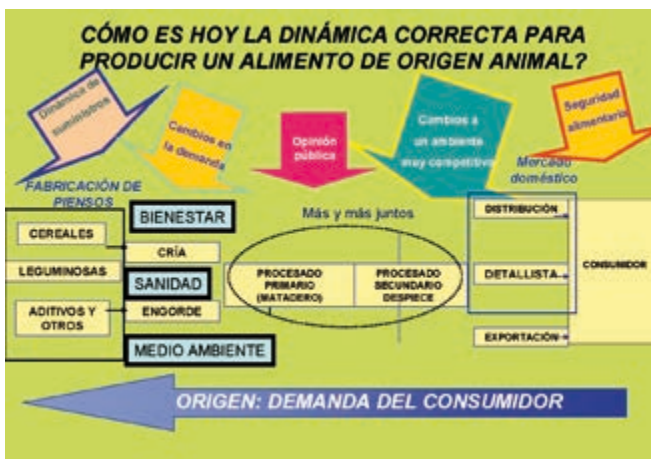 CÓMO ES HOY LA DINÁMICA CORRECTA PARA
PRODUCIR UN ALIMENTO DE ORIGEN ANIMAL?
Dinámica de
suministros
Cambios en
la demanda
Opinión
pública
Cambios a
un ambiente
muy competitivo
Seguridad
alimentaria
FABRICACIÓN DE
PIENSOS
Mercado
doméstico
BIENESTAR
Más y más juntos
DISTRIBUCIÓN
CEREALES
CRÍA
CONSUMIDOR
LEGUMINOSAS
SANIDAD
PROCESADO
PRIMARIO
(MATADERO)
PROCESADO
SECUNDARIO
DESPIECE
DETALLISTA
ADITIVOS Y
OTROS
ENGORDE
EXPORTACIÓN
MEDIO AMBIENTE
ORIGEN: DEMANDA DEL CONSUMIDOR